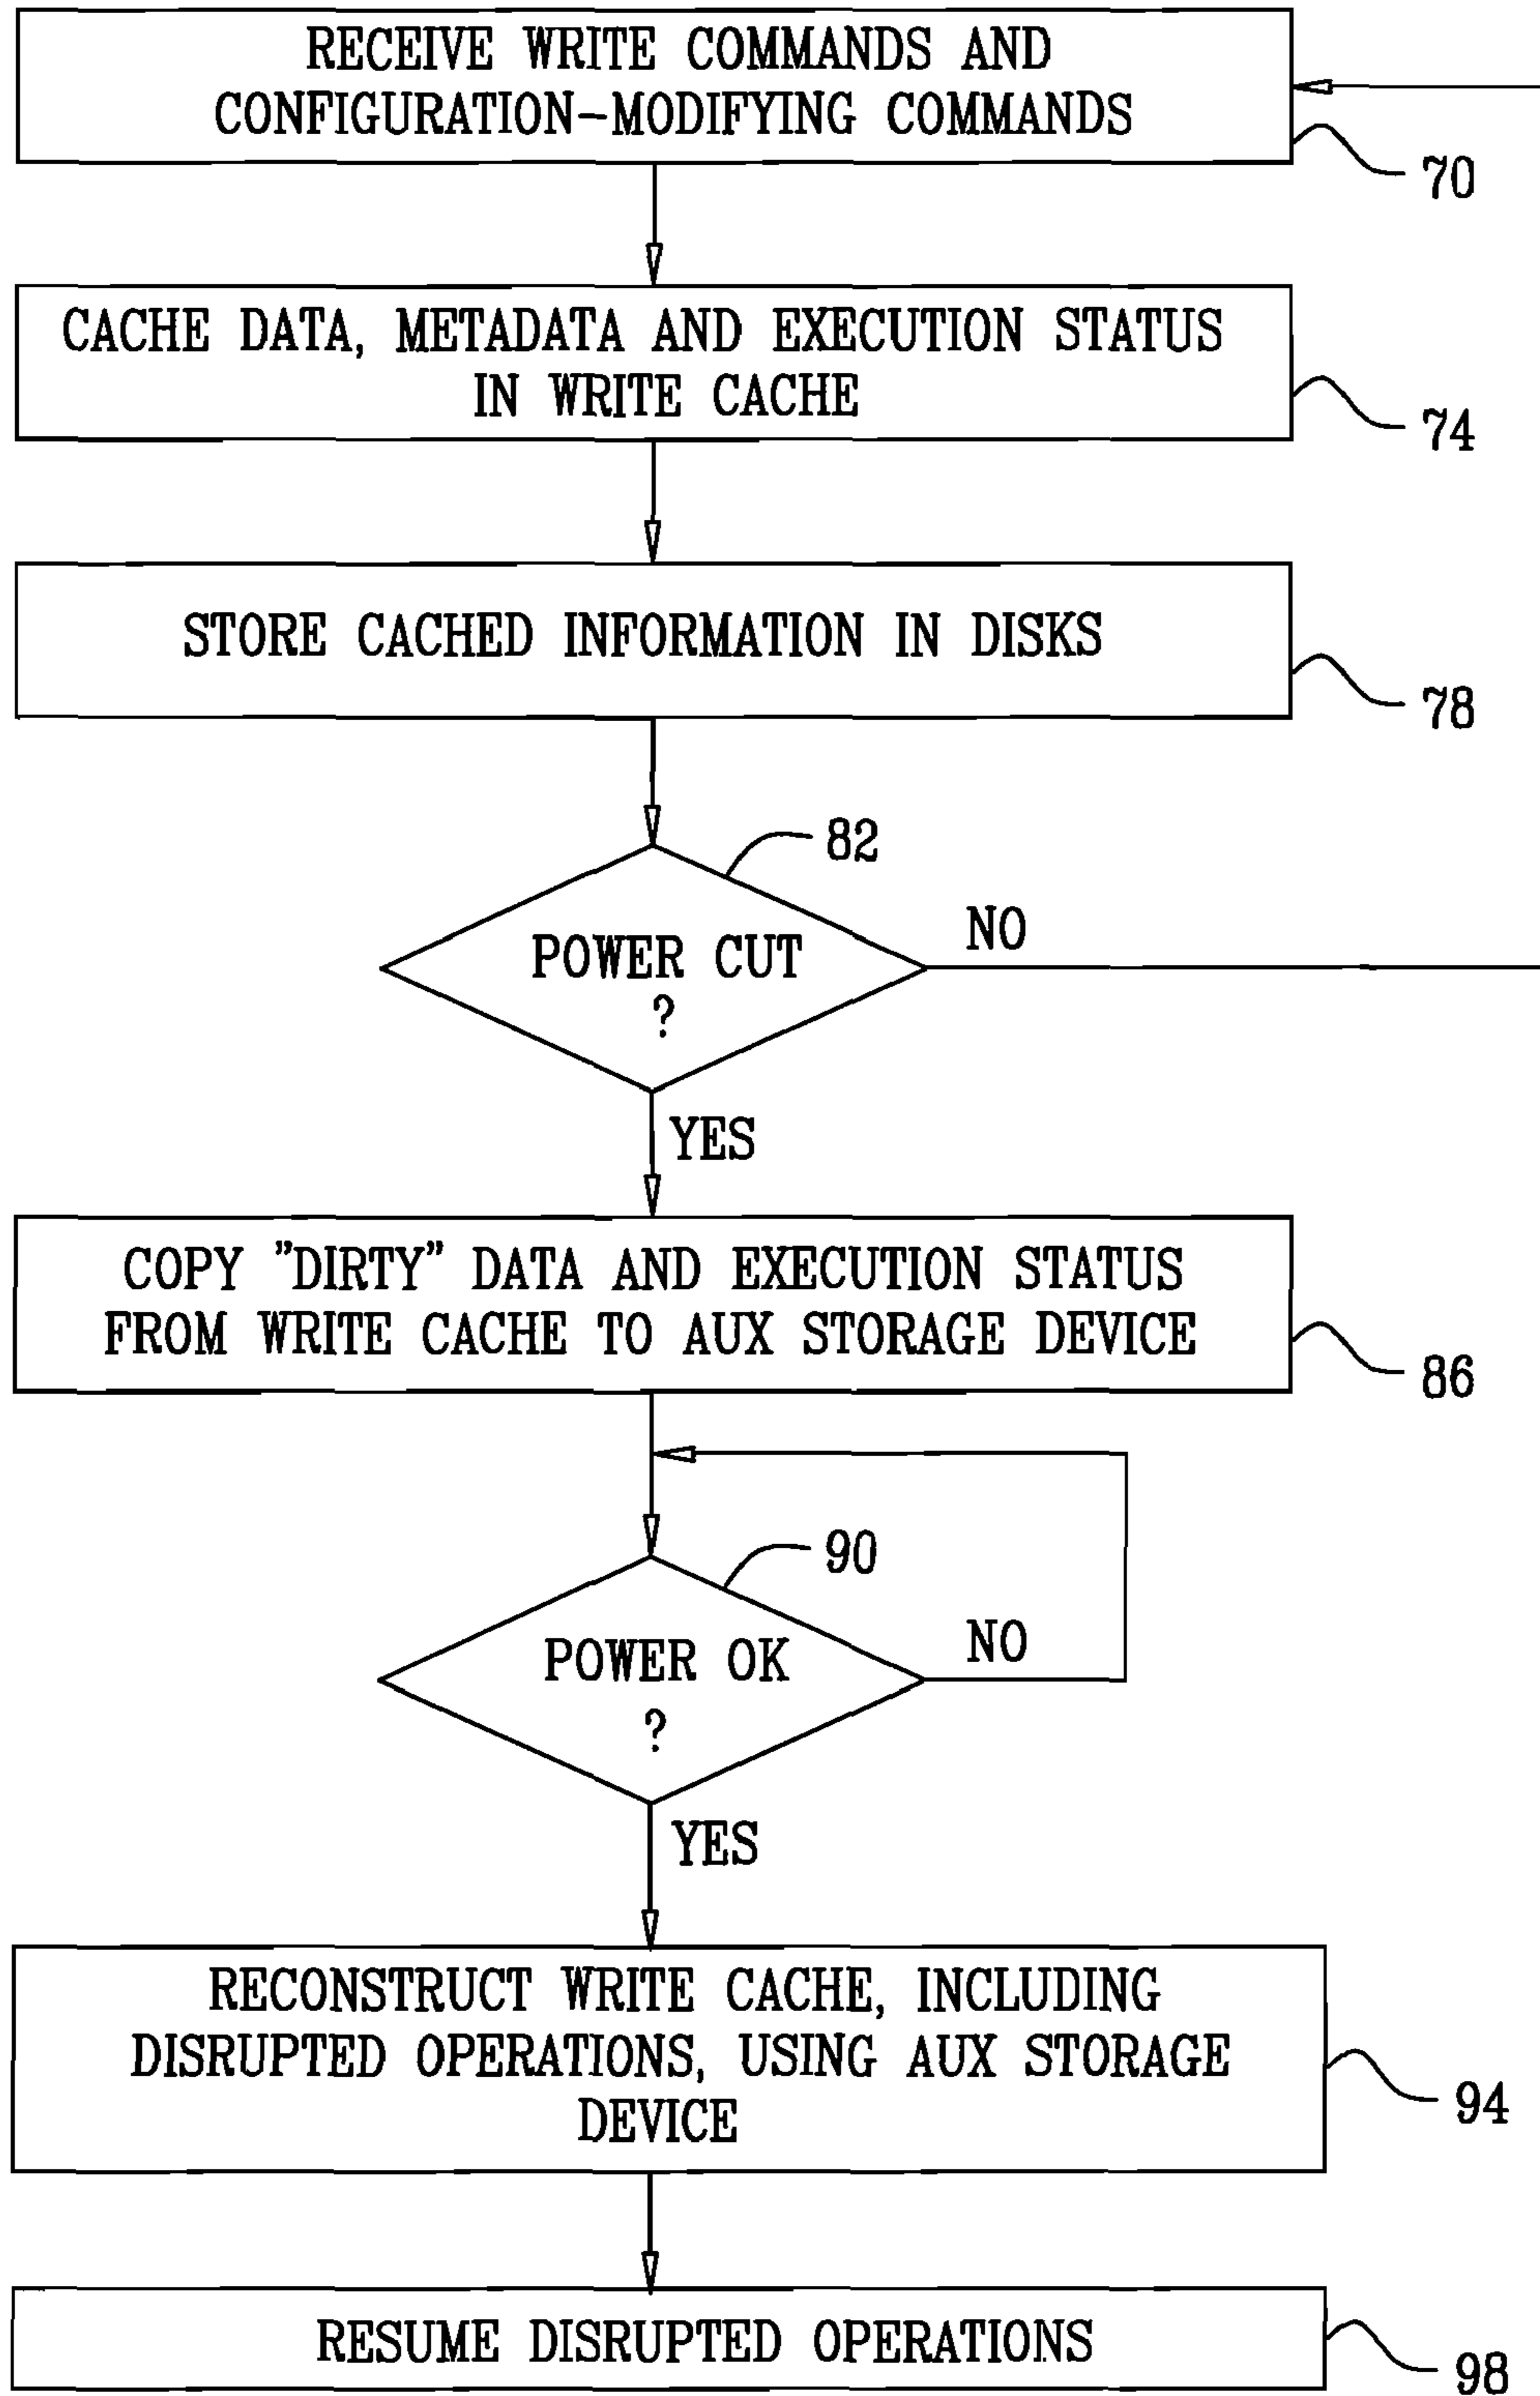 RECEIVE WRITE COMMANDS AND
CONFIGURATION-MODIFYING COMMANDS
70
CACHE DATA, METADATA AND EXECUTION STATUS
IN WRITE CACHE
74
STORE CACHED INFORMATION IN DISKS
78
82
NO
POWER CUT
?
YES
COPY "DIRTY" DATA AND EXECUTION STATUS
FROM WRITE CACHE TO AUX STORAGE DEVICE
86
90
NO
POWER OK
?
YES
RECONSTRUCT WRITE CACHE, INCLUDING
DISRUPTED OPERATIONS, USING AUX STORAGE
DEVICE
94
RESUME DISRUPTED OPERATIONS
98